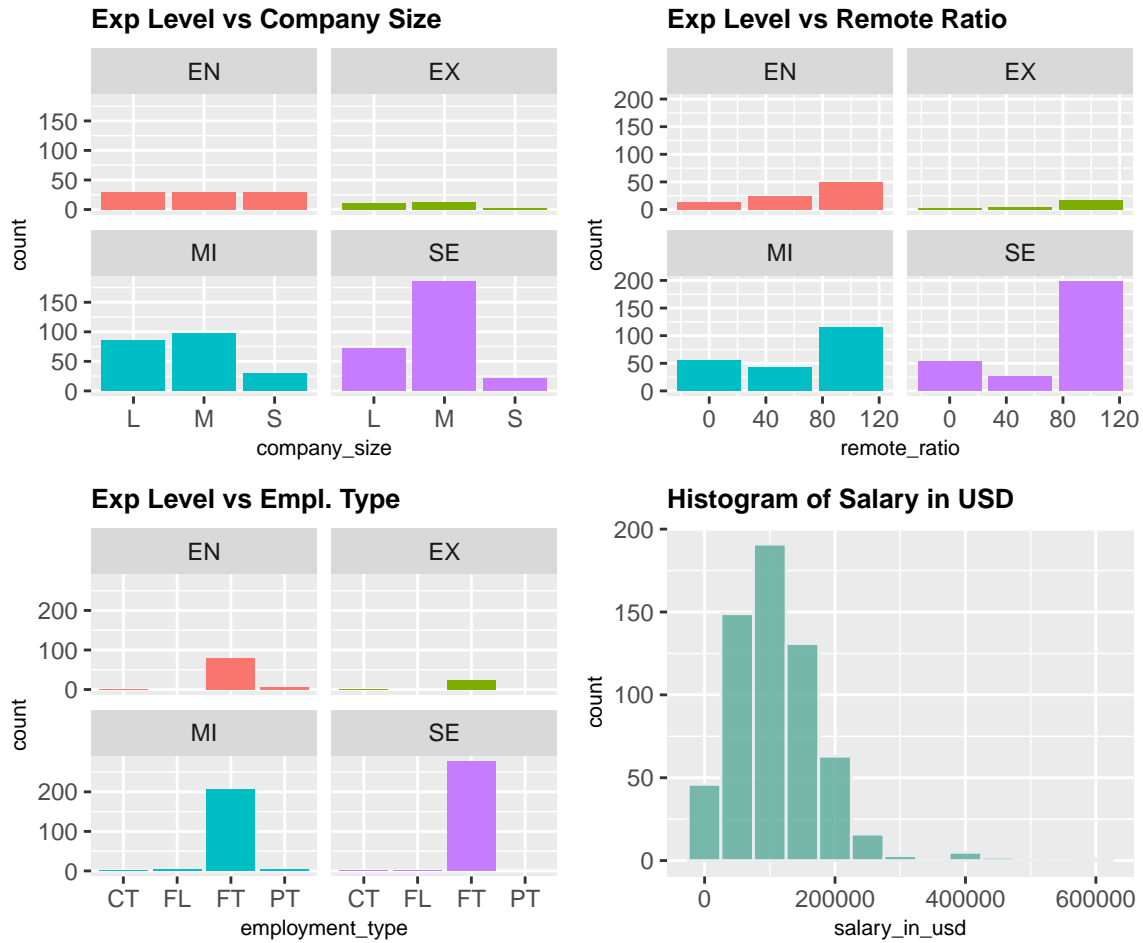 Exp Level vs Company Size
EN EX
150
100
50
0
MI SE
150
100
50
0
L M S L M S
count
company_size
Exp Level vs Remote Ratio
EN EX
200
150
100
50
0
MI SE
200
150
100
50
0
0 40 80 120 0 40 80 120
count
remote_ratio
Exp Level vs Empl. Type
EN EX
200
100
0
MI SE
200
100
0
CT FL FT PT CT FL FT PT
count
employment_type
Histogram of Salary in USD
200
150
100
50
0
0 200000 400000 600000
count
salary_in_usd